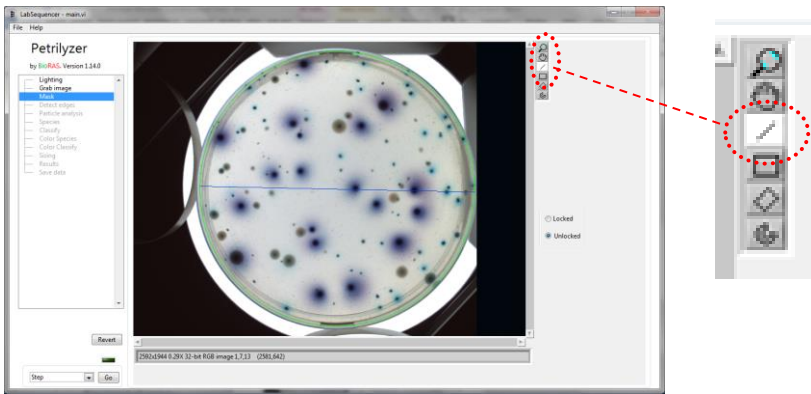 LabSequencer - main.vi
File Help
Petrilyzer
by BioRAS. Version 1.14.0
Lighting
Grab image
Mask
Detect edges
Particle analysis
Species
Classify
Color Species
Color Classify
Sizing
Results
Save data
Locked
Unlocked
Revert
2592x1944 0.29X 32-bit RGB image 1,7,13 (2581,642)
Step
Go